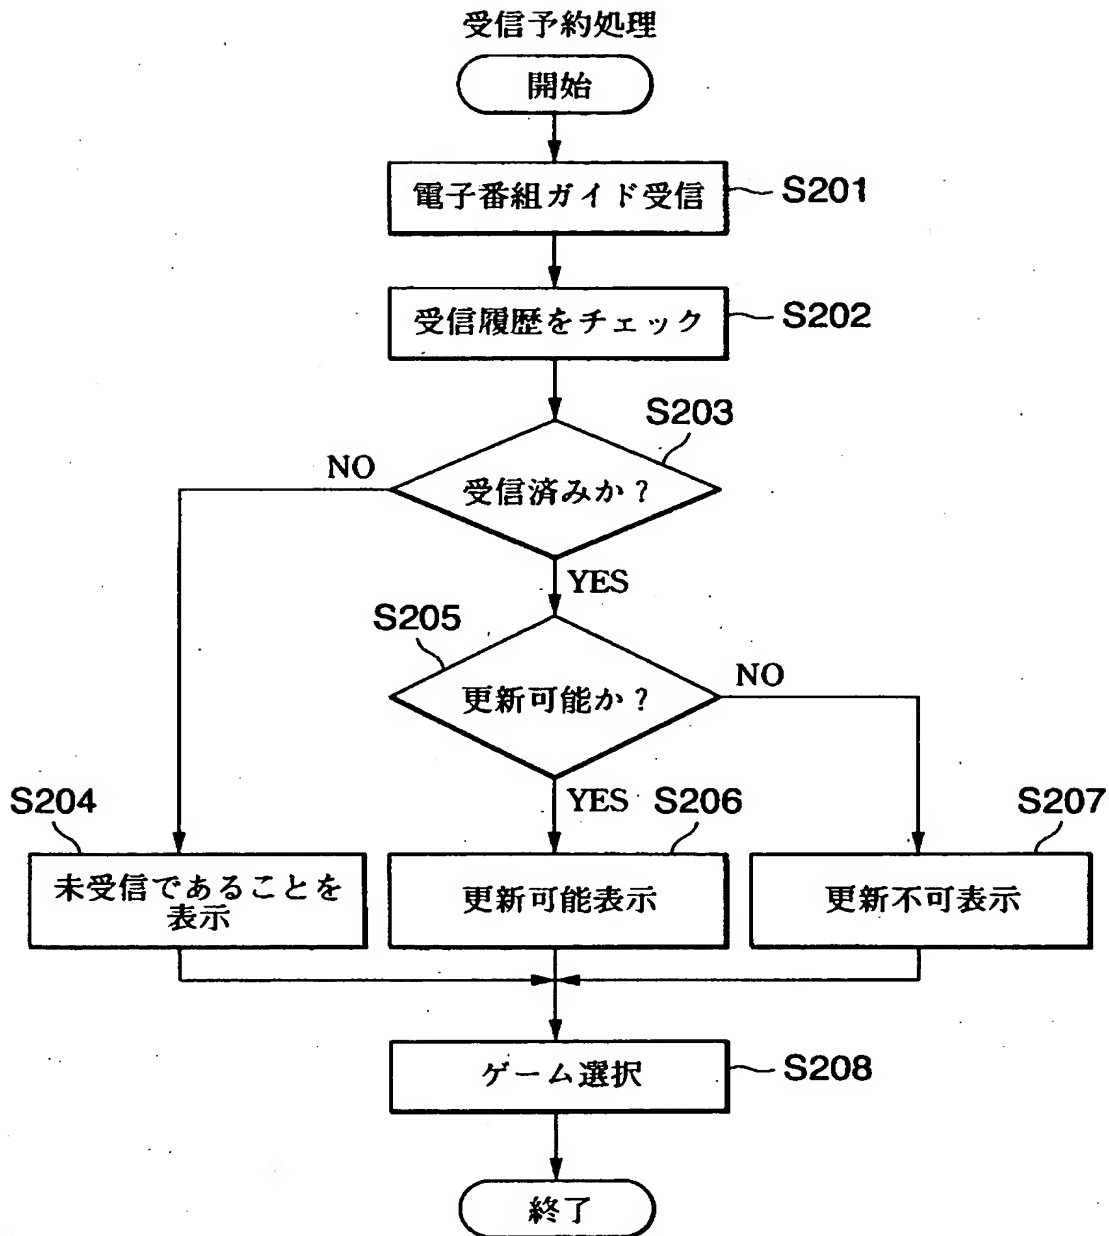 受信予約処理
開始
電子番組ガイド受信
S201
受信履歴をチェック
S202
S203
NO
受信済みか?
YES
S205
更新可能か?
NO
YES
S204
S206
S207
未受信であることを
表示
更新可能表示
更新不可表示
ゲーム選択
S208
終了